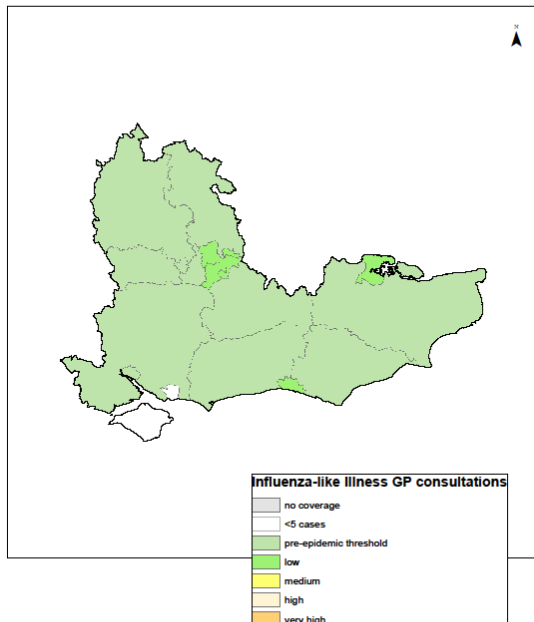 N
Influenza-like Illness GP consultations
no coverage
<5 cases
pre-epidemic threshold
low
medium
high
very high